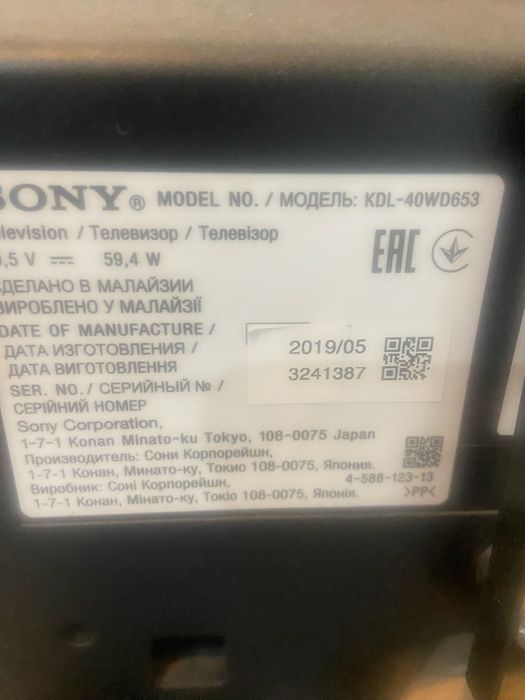 SONY® MODEL NO. / МОДЕЛЬ: KDL-40WD653
levision / Телевизор / Телевізор
,5 V ⎓ 59,4 W
EAC
ДЕЛАНО В МАЛАЙЗИИ
ВИРОБЛЕНО У МАЛАЙЗІЇ
DATE OF MANUFACTURE /
ДАТА ИЗГОТОВЛЕНИЯ /
ДАТА ВИГОТОВЛЕННЯ
2019/05
SER. NO./ СЕРИЙНЫЙ № /
СЕРІЙНИЙ НОМЕР
3241387
Sony Corporation,
1-7-1 Konan Minato-ku Tokyo, 108-0075 Japan
Производитель: Сони Корпорейшн,
1-7-1 Конан, Минато-ку, Токио 108-0075, Япония.
Виробник: Соні Корпорейшн,
1-7-1 Конан, Мінато-ку, Токіо 108-0075, Японія.
4-588-123-13
>PP<